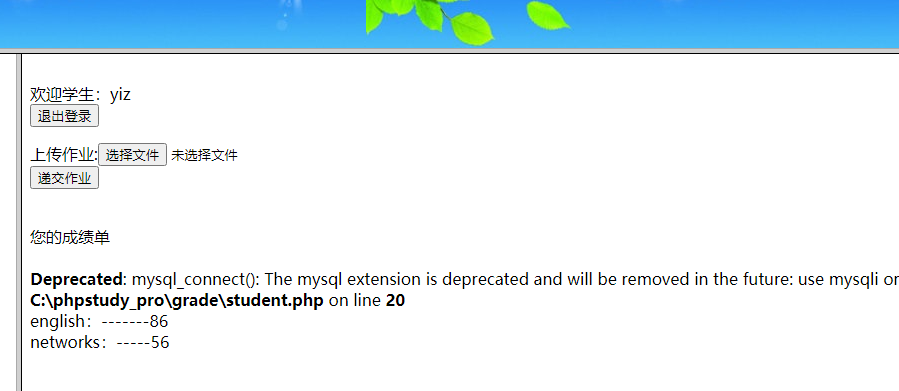 欢迎学生：yiz
退出登录
上传作业:选择文件 未选择文件
递交作业
您的成绩单
Deprecated: mysql_connect(): The mysql extension is deprecated and will be removed in the future: use mysqli or
C:\phpstudy_pro\grade\student.php on line 20
english：-------86
networks：-----56